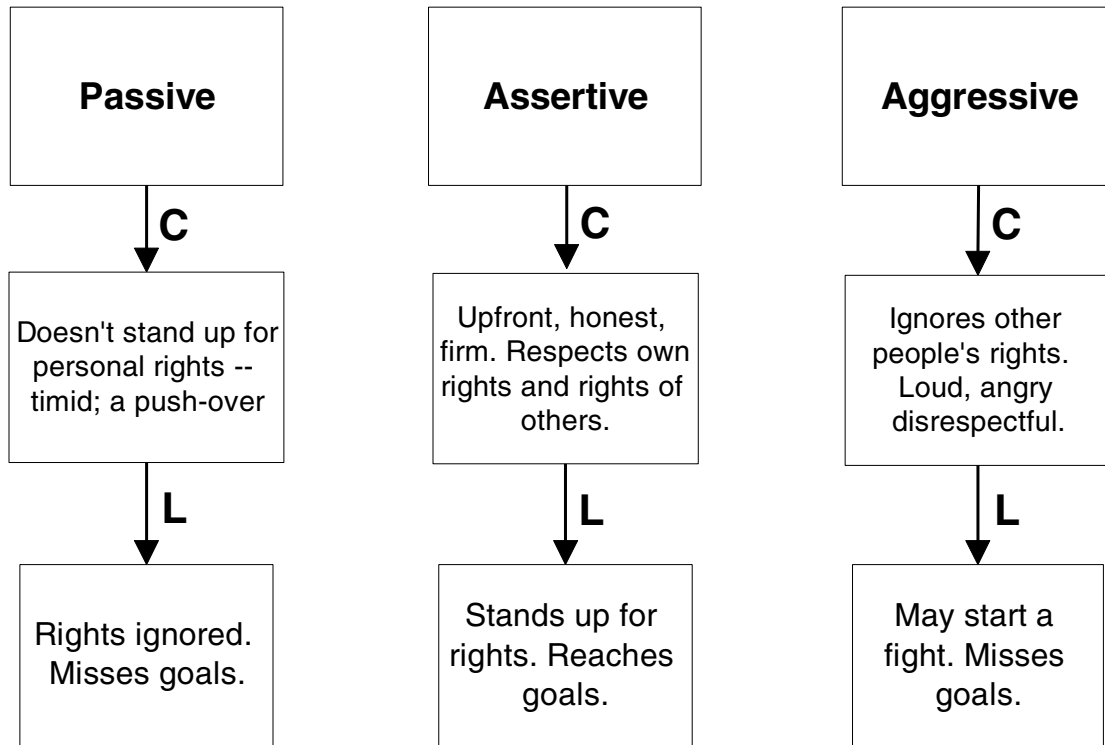 Passive
Assertive
Aggressive
C
C
C
Doesn't stand up for
personal rights --
timid; a push-over
Upfront, honest,
firm. Respects own
rights and rights of
others.
Ignores other
people's rights.
Loud, angry
disrespectful.
L
L
L
Rights ignored.
Misses goals.
Stands up for
rights. Reaches
goals.
May start a
fight. Misses
goals.